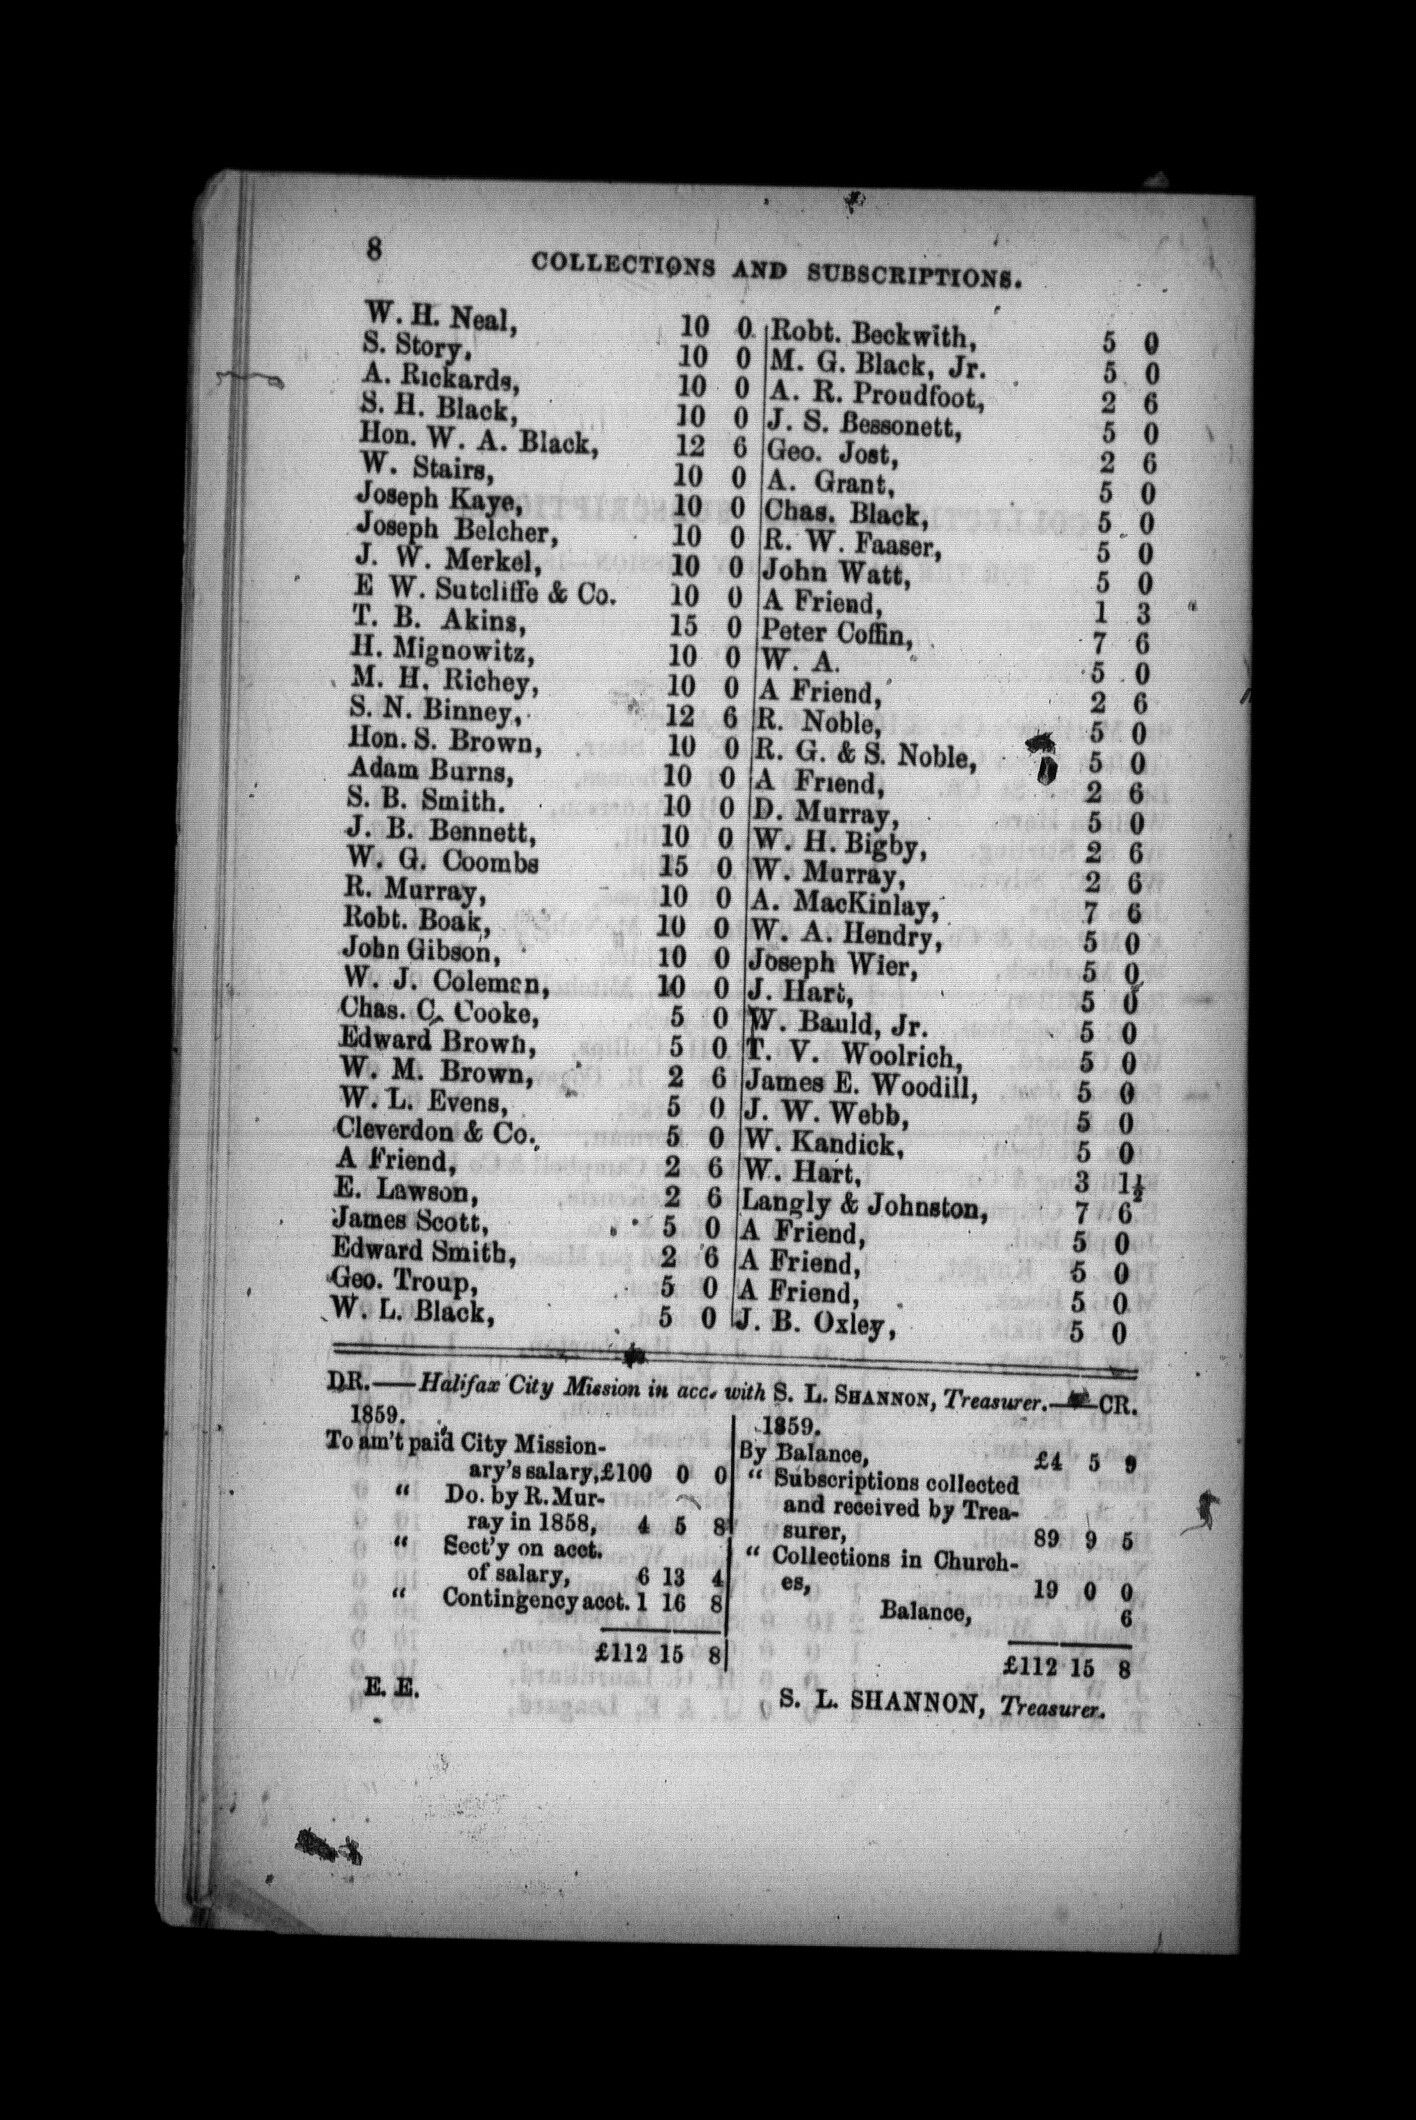 8
COLLECTIONS AND SUBSCRIPTIONS.
W. H. Neal, 10 0
S. Story, 10 0
A. Rickards, 10 0
S. H. Black, 10 0
Hon. W. A. Black, 12 6
W. Stairs, 10 0
Joseph Kaye, 10 0
Joseph Belcher, 10 0
J. W. Merkel, 10 0
E W. Sutcliffe & Co. 10 0
T. B. Akins, 15 0
H. Mignowitz, 10 0
M. H. Richey, 10 0
S. N. Binney, 12 6
Hon. S. Brown, 10 0
Adam Burns, 10 0
S. B. Smith. 10 0
J. B. Bennett, 10 0
W. G. Coombs 15 0
R. Murray, 10 0
Robt. Boak, 10 0
John Gibson, 10 0
W. J. Coleman, 10 0
Chas. C. Cooke, 5 0
Edward Brown, 5 0
W. M. Brown, 2 6
W. L. Evens, 5 0
Cleverdon & Co. 5 0
A Friend, 2 6
E. Lawson, 2 6
James Scott, 5 0
Edward Smith, 2 6
Geo. Troup, 5 0
W. L. Black, 5 0
Robt. Beckwith, 5 0
M. G. Black, Jr. 5 0
A. R. Proudfoot, 2 6
J. S. Bessonett, 5 0
Geo. Jost, 2 6
A. Grant, 5 0
Chas. Black, 5 0
R. W. Faaser, 5 0
John Watt, 5 0
A Friend, 1 3
Peter Coffin, 7 6
W. A. 5 0
A Friend, 2 6
R. Noble, 5 0
R. G. & S. Noble, 5 0
A Friend, 2 6
D. Murray, 5 0
W. H. Bigby, 2 6
W. Murray, 2 6
A. MacKinlay, 7 6
W. A. Hendry, 5 0
Joseph Wier, 5 0
J. Hart, 5 0
W. Bauld, Jr. 5 0
T. V. Woolrich, 5 0
James E. Woodill, 5 0
J. W. Webb, 5 0
W. Kandick, 5 0
W. Hart, 3 1½
Langly & Johnston, 7 6
A Friend, 5 0
A Friend, 5 0
A Friend, 5 0
J. B. Oxley, 5 0
DR.—Halifax City Mission in acc. with S. L. SHANNON, Treasurer.—CR.
1859.
To am't paid City Mission-
ary's salary, £100 0 0
" Do. by R. Mur-
ray in 1858, 4 5 8
" Sect'y on acct.
of salary, 6 13 4
" Contingency acct. 1 16 8
£112 15 8
E. E.
1859.
By Balance, £4 5 9
" Subscriptions collected
and received by Trea-
surer, 89 9 5
" Collections in Church-
es, 19 0 0
Balance, 6
£112 15 8
S. L. SHANNON, Treasurer.